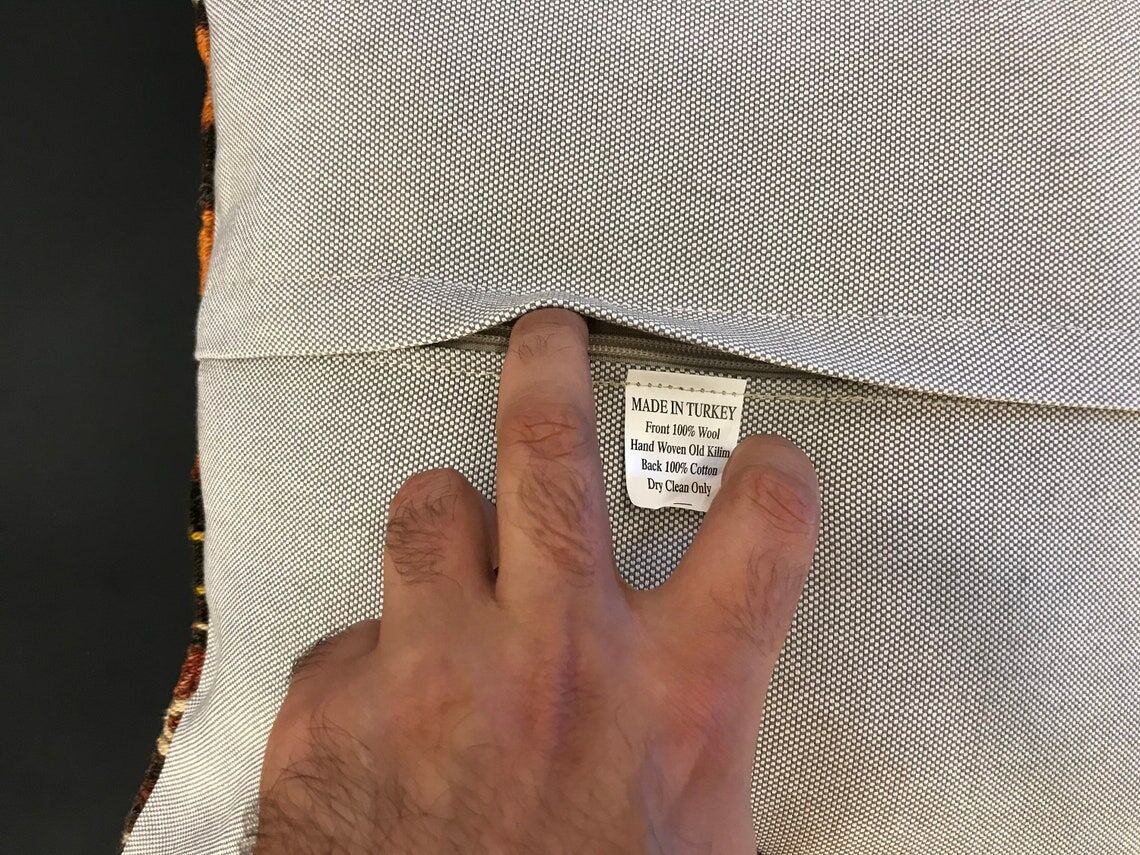 MADE IN TURKEY
Front 100% Wool
Hand Woven Old Kilim
Back 100% Cotton
Dry Clean Only